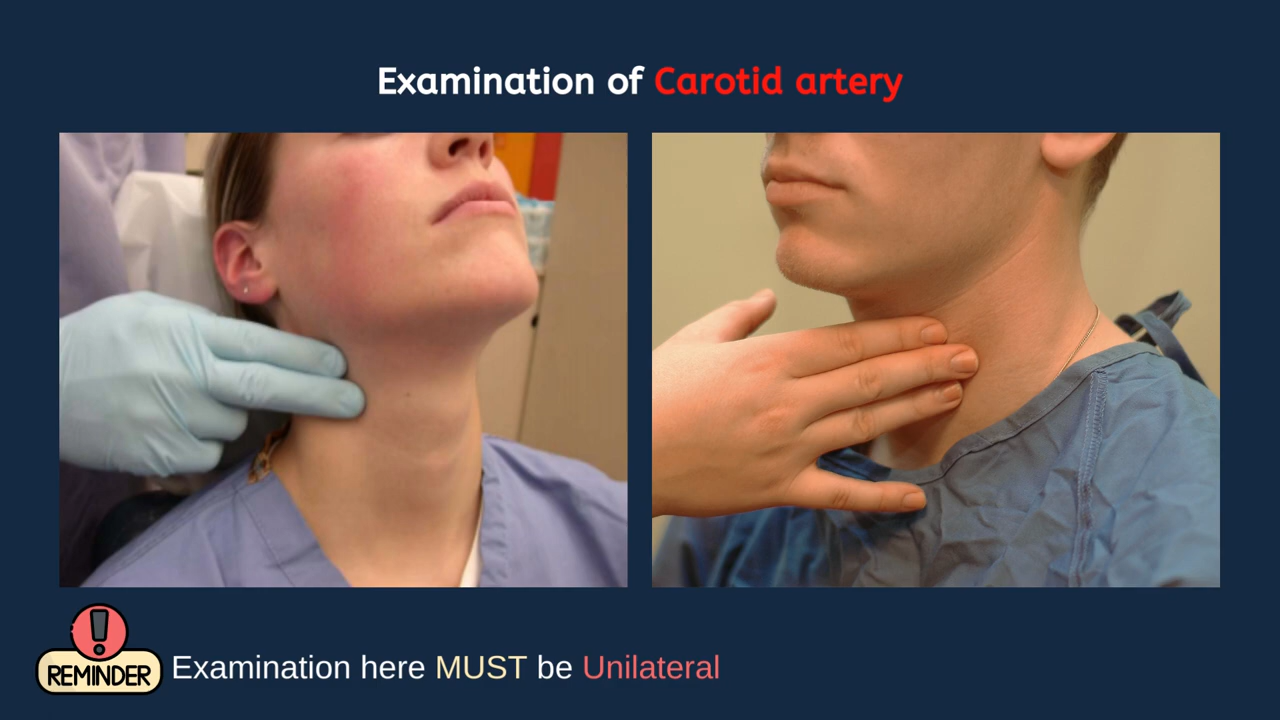 Examination of Carotid artery
REMINDER
Examination here MUST be Unilateral